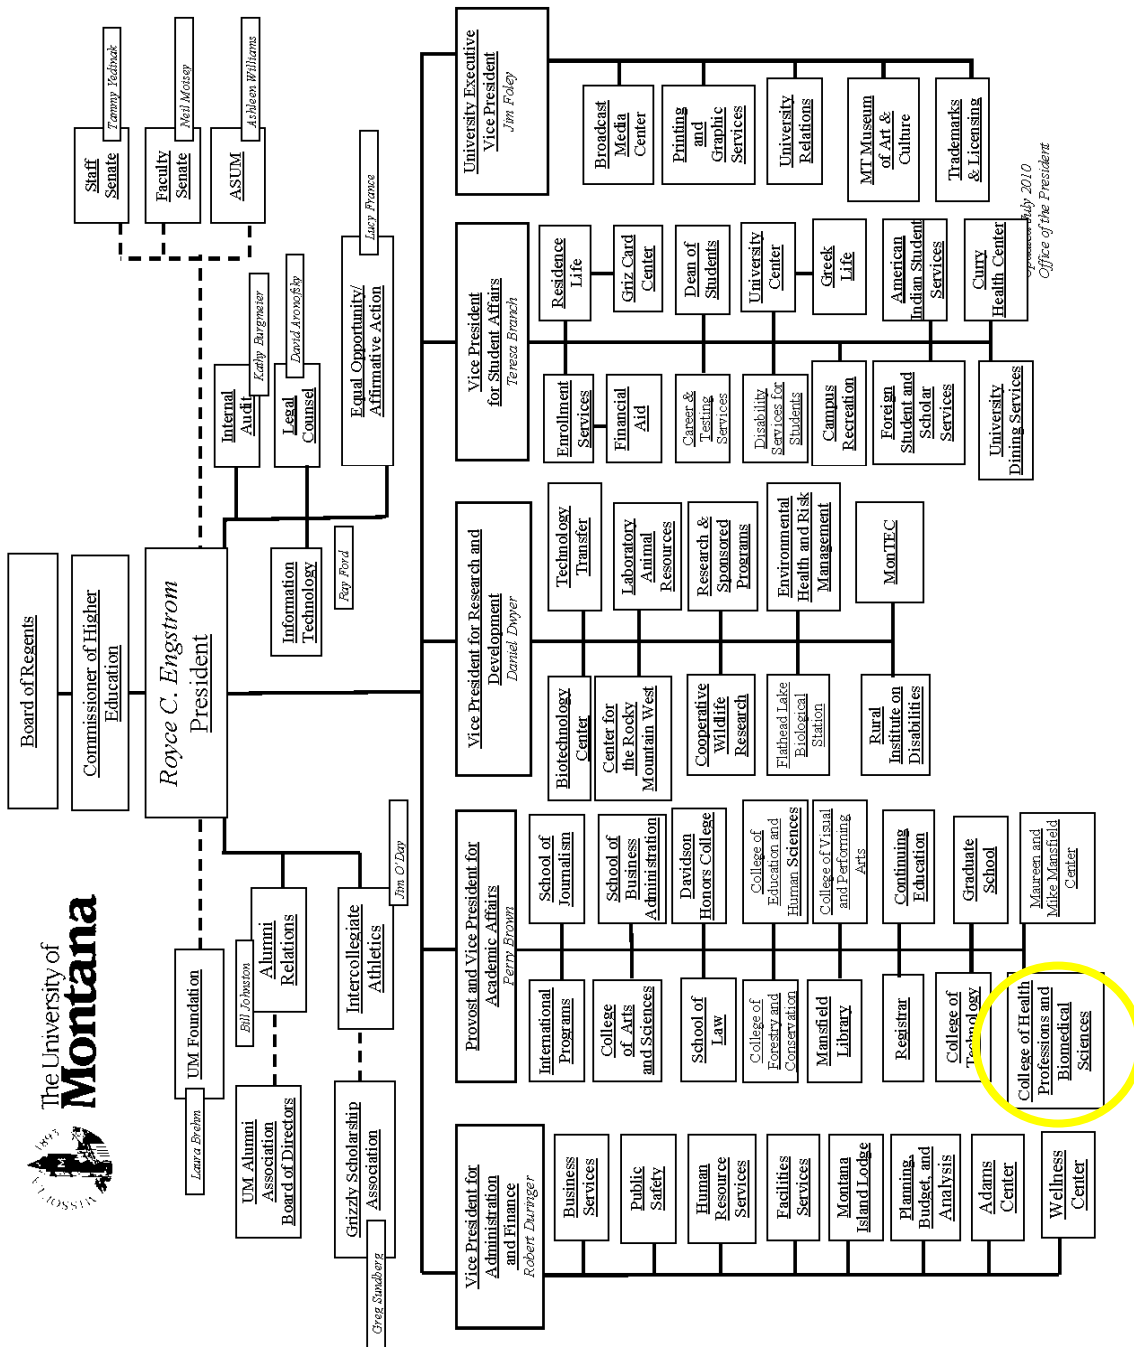 The University of
Montana
1893
Board of Regents
Commissioner of Higher
Education
Royce C. Engstrom
President
Staff
Senate
Tammy Yedinak
Faculty
Senate
Neil Moisey
ASUM
Ashleen Williams
Internal
Audit
Kathy Burgmeier
Legal
Counsel
David Aronofsky
Equal Opportunity/
Affirmative Action
Lucy France
Information
Technology
Ray Ford
UM Foundation
Laura Brehm
Alumni
Relations
Bill Johnston
UM Alumni
Association
Board of Directors
Intercollegiate
Athletics
Jim O'Day
Grizzly Scholarship
Association
Greg Sundberg
Vice President for
Administration
and Finance
Robert Duringer
Business
Services
Public
Safety
Human
Resource
Services
Facilities
Services
Montana
Island Lodge
Planning,
Budget, and
Analysis
Adams
Center
Wellness
Center
Provost and Vice President for
Academic Affairs
Perry Brown
International
Programs
School of
Journalism
College
of Arts
and Sciences
School of
Business
Administration
School of
Law
Davidson
Honors College
College of
Forestry and
Conservation
College of
Education and
Human Sciences
Mansfield
Library
College of Visual
and Performing
Arts
Registrar
Continuing
Education
College of
Technology
Graduate
School
College of Health
Professions and
Biomedical
Sciences
Maureen and
Mike Mansfield
Center
Vice President for Research and
Development
Daniel Dwyer
Biotechnology
Center
Technology
Transfer
Center for
the Rocky
Mountain West
Laboratory
Animal
Resources
Cooperative
Wildlife
Research
Research &
Sponsored
Programs
Flathead Lake
Biological
Station
Environmental
Health and Risk
Management
Rural
Institute on
Disabilities
MonTEC
Vice President
for Student Affairs
Teresa Branch
Enrollment
Services
Residence
Life
Financial
Aid
Griz Card
Center
Career &
Testing
Services
Dean of
Students
Disability
Services for
Students
University
Center
Campus
Recreation
Greek
Life
Foreign
Student and
Scholar
Services
American
Indian Student
Services
University
Dining Services
Curry
Health Center
University Executive
Vice President
Jim Foley
Broadcast
Media
Center
Printing
and
Graphic
Services
University
Relations
MT Museum
of Art &
Culture
Trademarks
& Licensing
July 2010
Office of the President